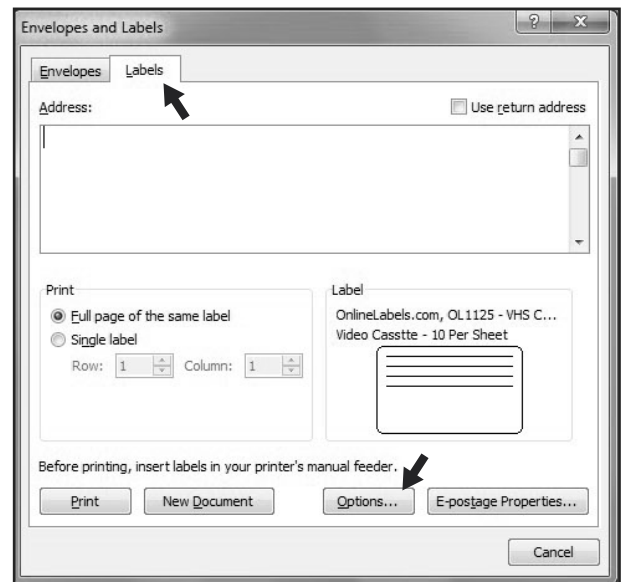 Envelopes and Labels
Envelopes Labels
Address: Use return address
Print
Full page of the same label
Single label
Row: 1 Column: 1
Label
OnlineLabels.com, OL1125 - VHS C...
Video Casstte - 10 Per Sheet
Before printing, insert labels in your printer's manual feeder.
Print New Document Options... E-postage Properties...
Cancel